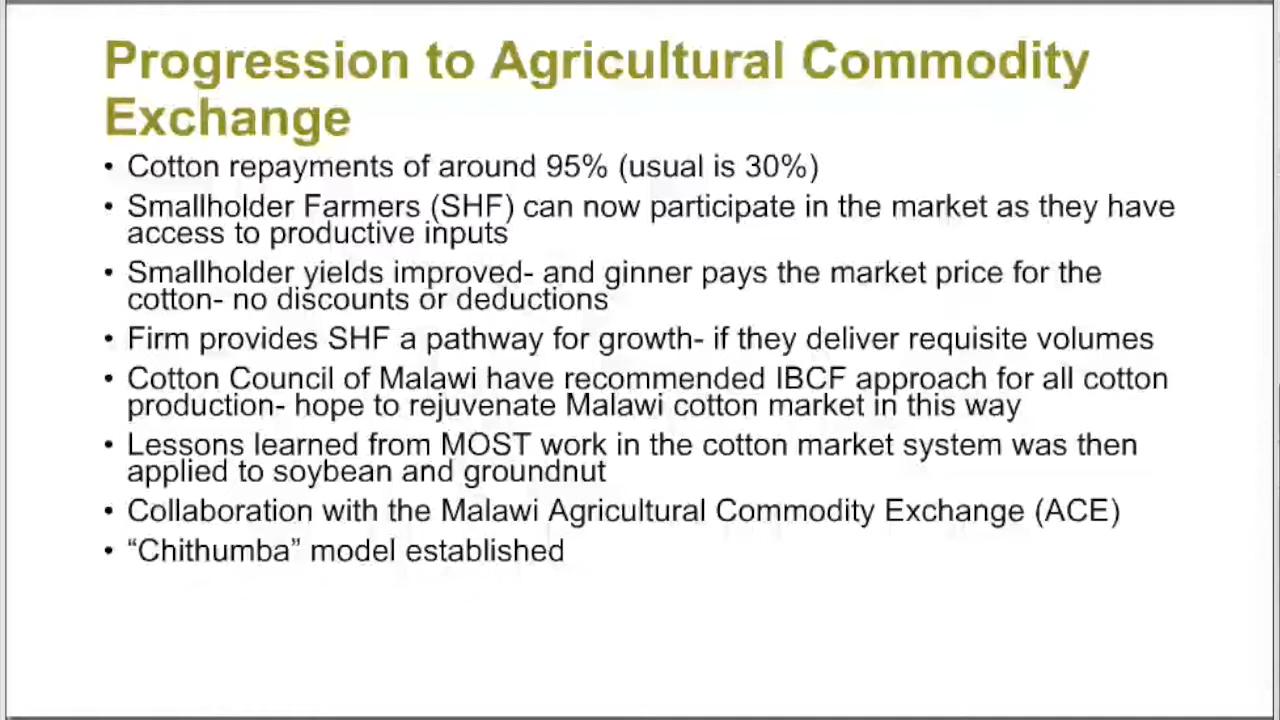 Progression to Agricultural Commodity
Exchange
• Cotton repayments of around 95% (usual is 30%)
• Smallholder Farmers (SHF) can now participate in the market as they have
access to productive inputs
• Smallholder yields improved- and ginner pays the market price for the
cotton- no discounts or deductions
• Firm provides SHF a pathway for growth- if they deliver requisite volumes
• Cotton Council of Malawi have recommended IBCF approach for all cotton
production- hope to rejuvenate Malawi cotton market in this way
• Lessons learned from MOST work in the cotton market system was then
applied to soybean and groundnut
• Collaboration with the Malawi Agricultural Commodity Exchange (ACE)
• “Chithumba” model established